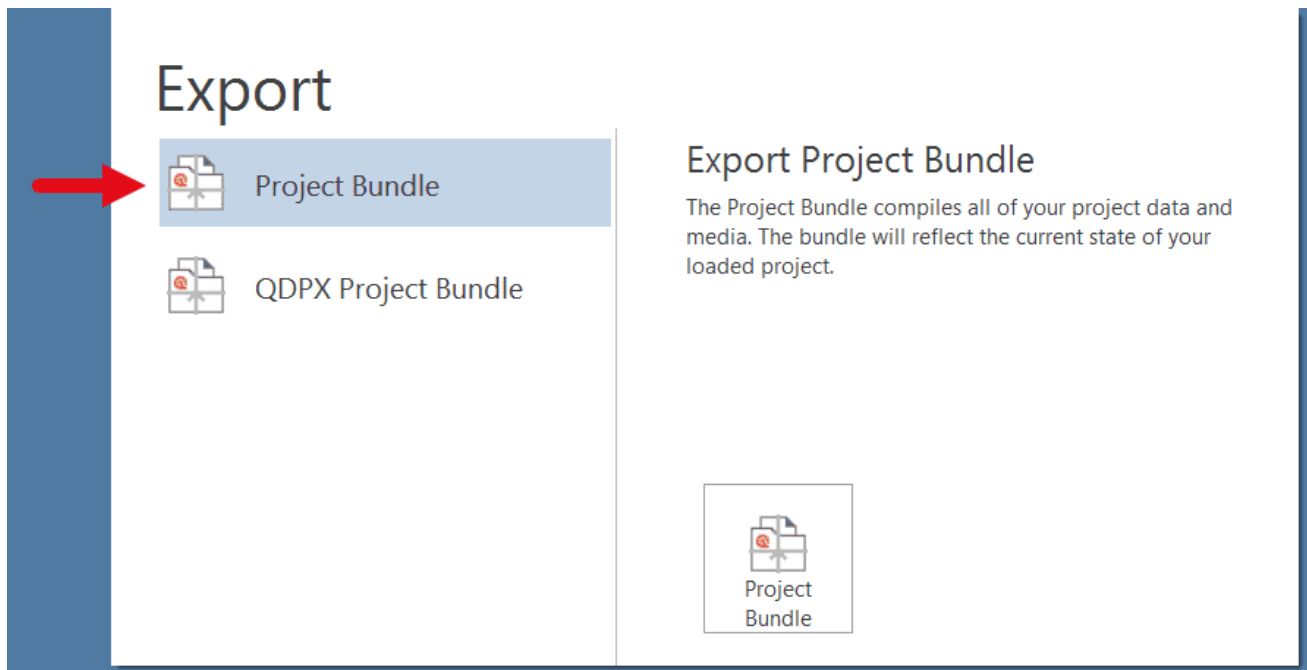 Export
Project Bundle
QDPX Project Bundle
Export Project Bundle
The Project Bundle compiles all of your project data and
media. The bundle will reflect the current state of your
loaded project.
Project
Bundle